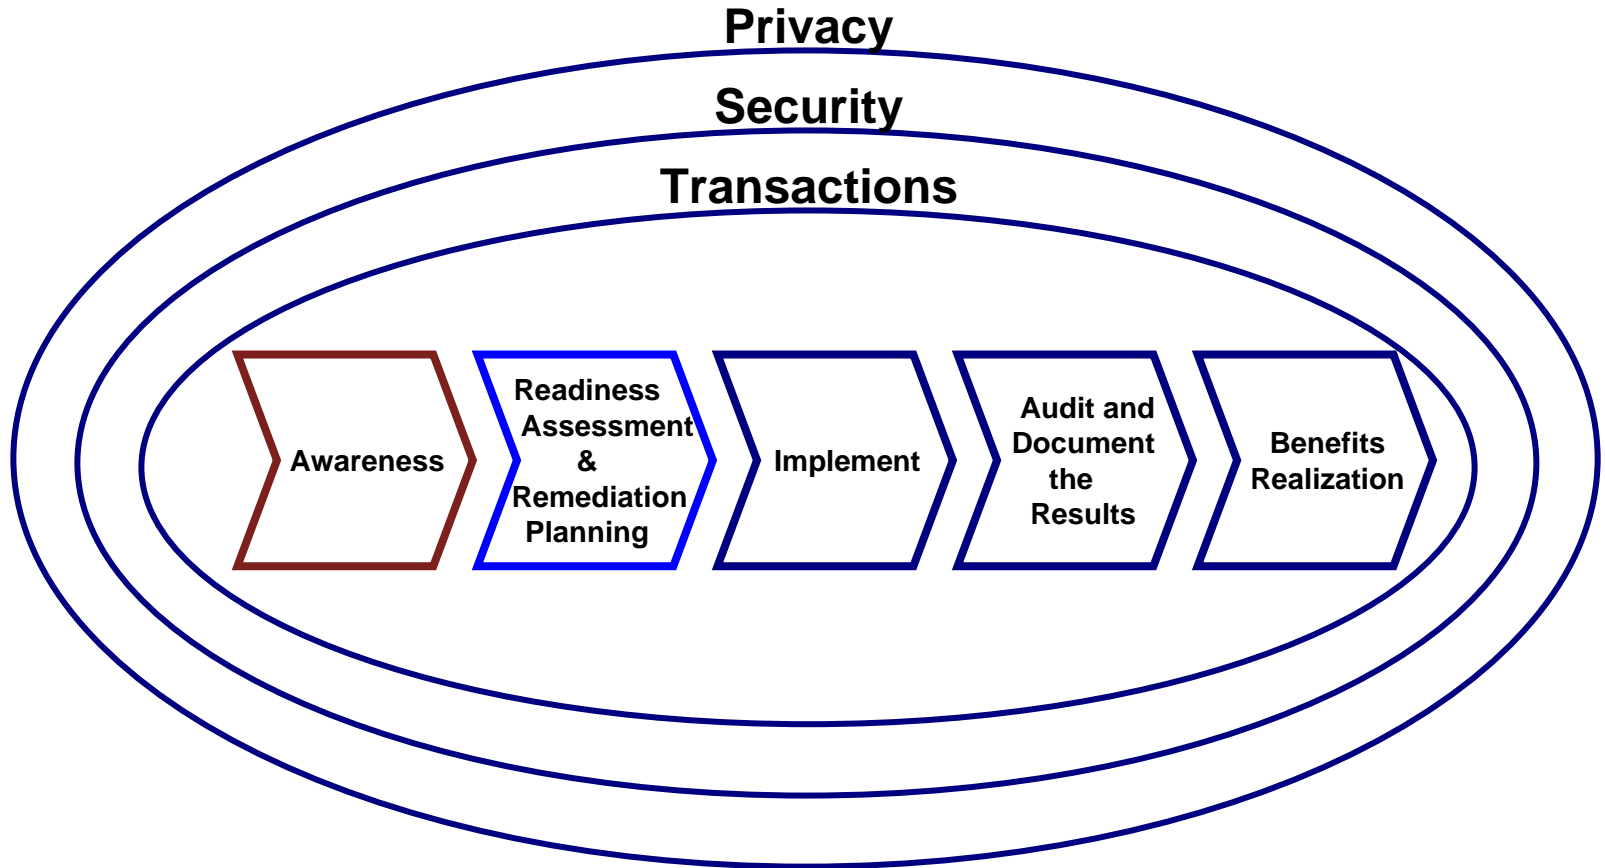 Privacy
Security
Transactions
Awareness
Readiness
Assessment
&
Remediation
Planning
Implement
Audit and
Document
the
Results
Benefits
Realization